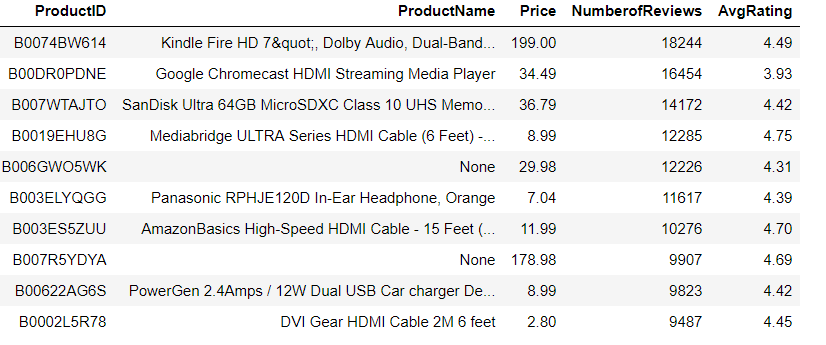 ProductID ProductName Price NumberofReviews AvgRating
B0074BW614 Kindle Fire HD 7&quot;, Dolby Audio, Dual-Band... 199.00 18244 4.49
B00DR0PDNE Google Chromecast HDMI Streaming Media Player 34.49 16454 3.93
B007WTAJTO SanDisk Ultra 64GB MicroSDXC Class 10 UHS Memo... 36.79 14172 4.42
B0019EHU8G Mediabridge ULTRA Series HDMI Cable (6 Feet) -... 8.99 12285 4.75
B006GWO5WK None 29.98 12226 4.31
B003ELYQGG Panasonic RPHJE120D In-Ear Headphone, Orange 7.04 11617 4.39
B003ES5ZUU AmazonBasics High-Speed HDMI Cable - 15 Feet (... 11.99 10276 4.70
B007R5YDYA None 178.98 9907 4.69
B00622AG6S PowerGen 2.4Amps / 12W Dual USB Car charger De... 8.99 9823 4.42
B0002L5R78 DVI Gear HDMI Cable 2M 6 feet 2.80 9487 4.45